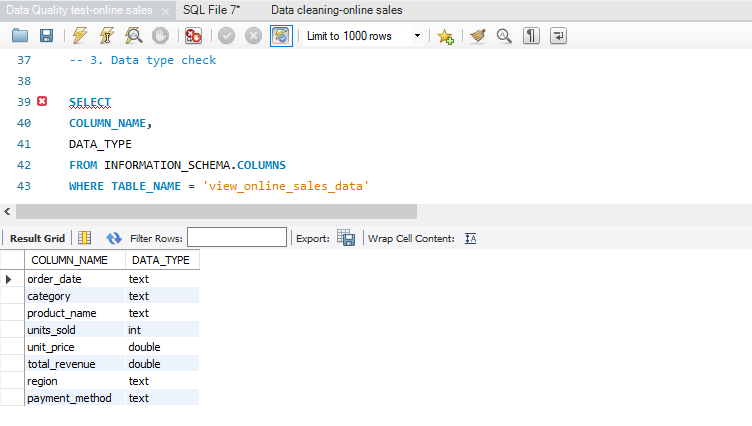 Data Quality test-online sales SQL File 7* Data cleaning-online sales
Limit to 1000 rows
37 -- 3. Data type check
38
39 SELECT
40 COLUMN_NAME,
41 DATA_TYPE
42 FROM INFORMATION_SCHEMA.COLUMNS
43 WHERE TABLE_NAME = 'view_online_sales_data'
Result Grid Filter Rows: Export: Wrap Cell Content:
COLUMN_NAME DATA_TYPE
order_date text
category text
product_name text
units_sold int
unit_price double
total_revenue double
region text
payment_method text